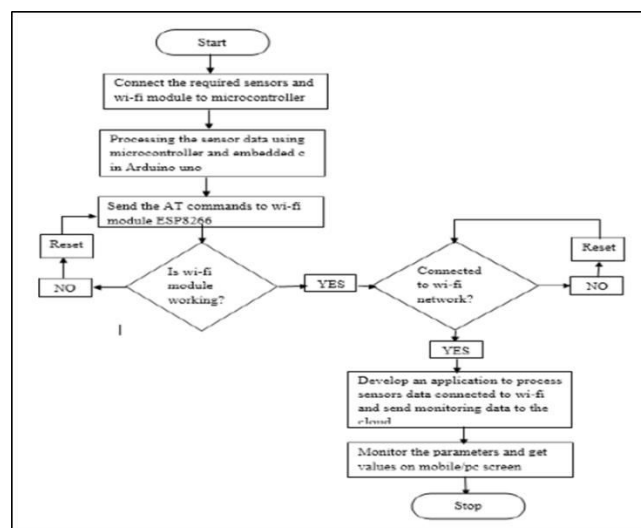 Start
Connect the required sensors and
wi-fi module to microcontroller
Processing the sensor data using
microcontroller and embedded c
in Arduino uno
Send the AT commands to wi-fi
module ESP8266
Reset
NO
Is wi-fi
module
working?
YES
Connected
to wi-fi
network?
Reset
NO
YES
Develop an application to process
sensors data connected to wi-fi
and send monitoring data to the
cloud
Monitor the parameters and get
values on mobile/pc screen
Stop